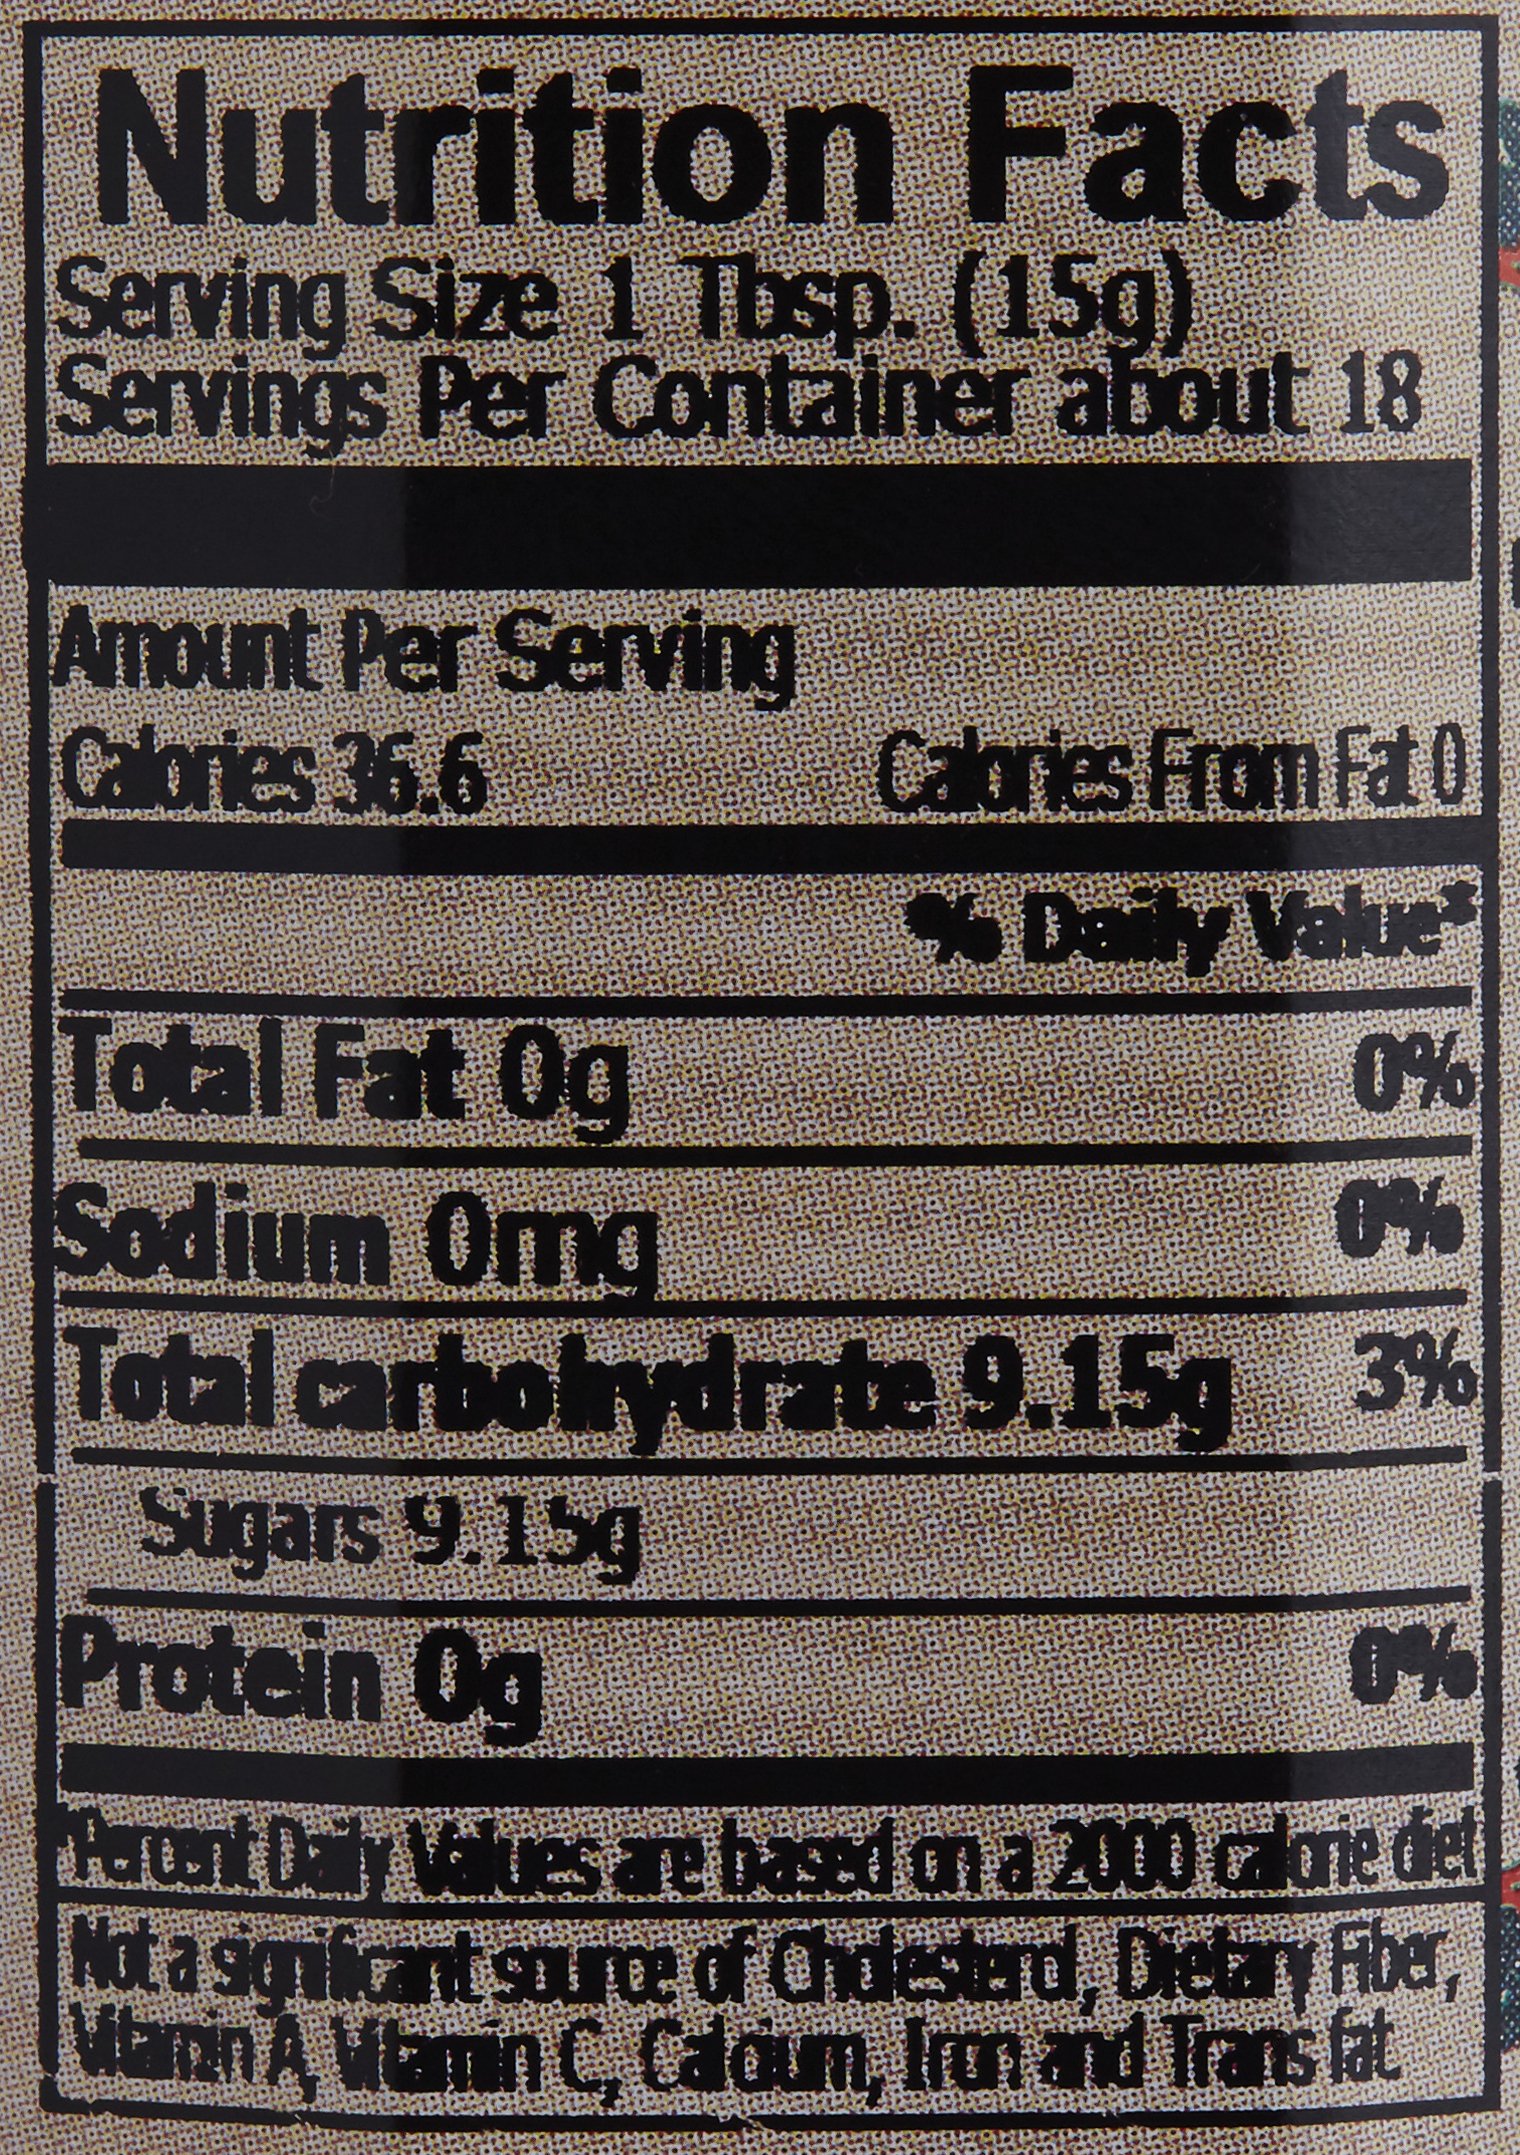 Nutrition Facts
Serving Size 1 Tbsp. (15g)
Servings Per Container about 18
Amount Per Serving
Calories 36.6 Calories From Fat 0
% Daily Value*
Total Fat 0g 0%
Sodium 0mg 0%
Total carbohydrate 9.15g 3%
Sugars 9.15g
Protein 0g 0%
*Percent Daily Values are based on a 2000 calorie diet
Not a significant source of Cholesterol, Dietary Fiber,
Vitamin A, Vitamin C, Calcium, Iron and Trans fat.